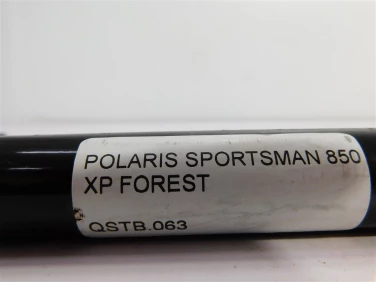 POLARIS SPORTSMAN 850
XP FOREST
QSTB.063